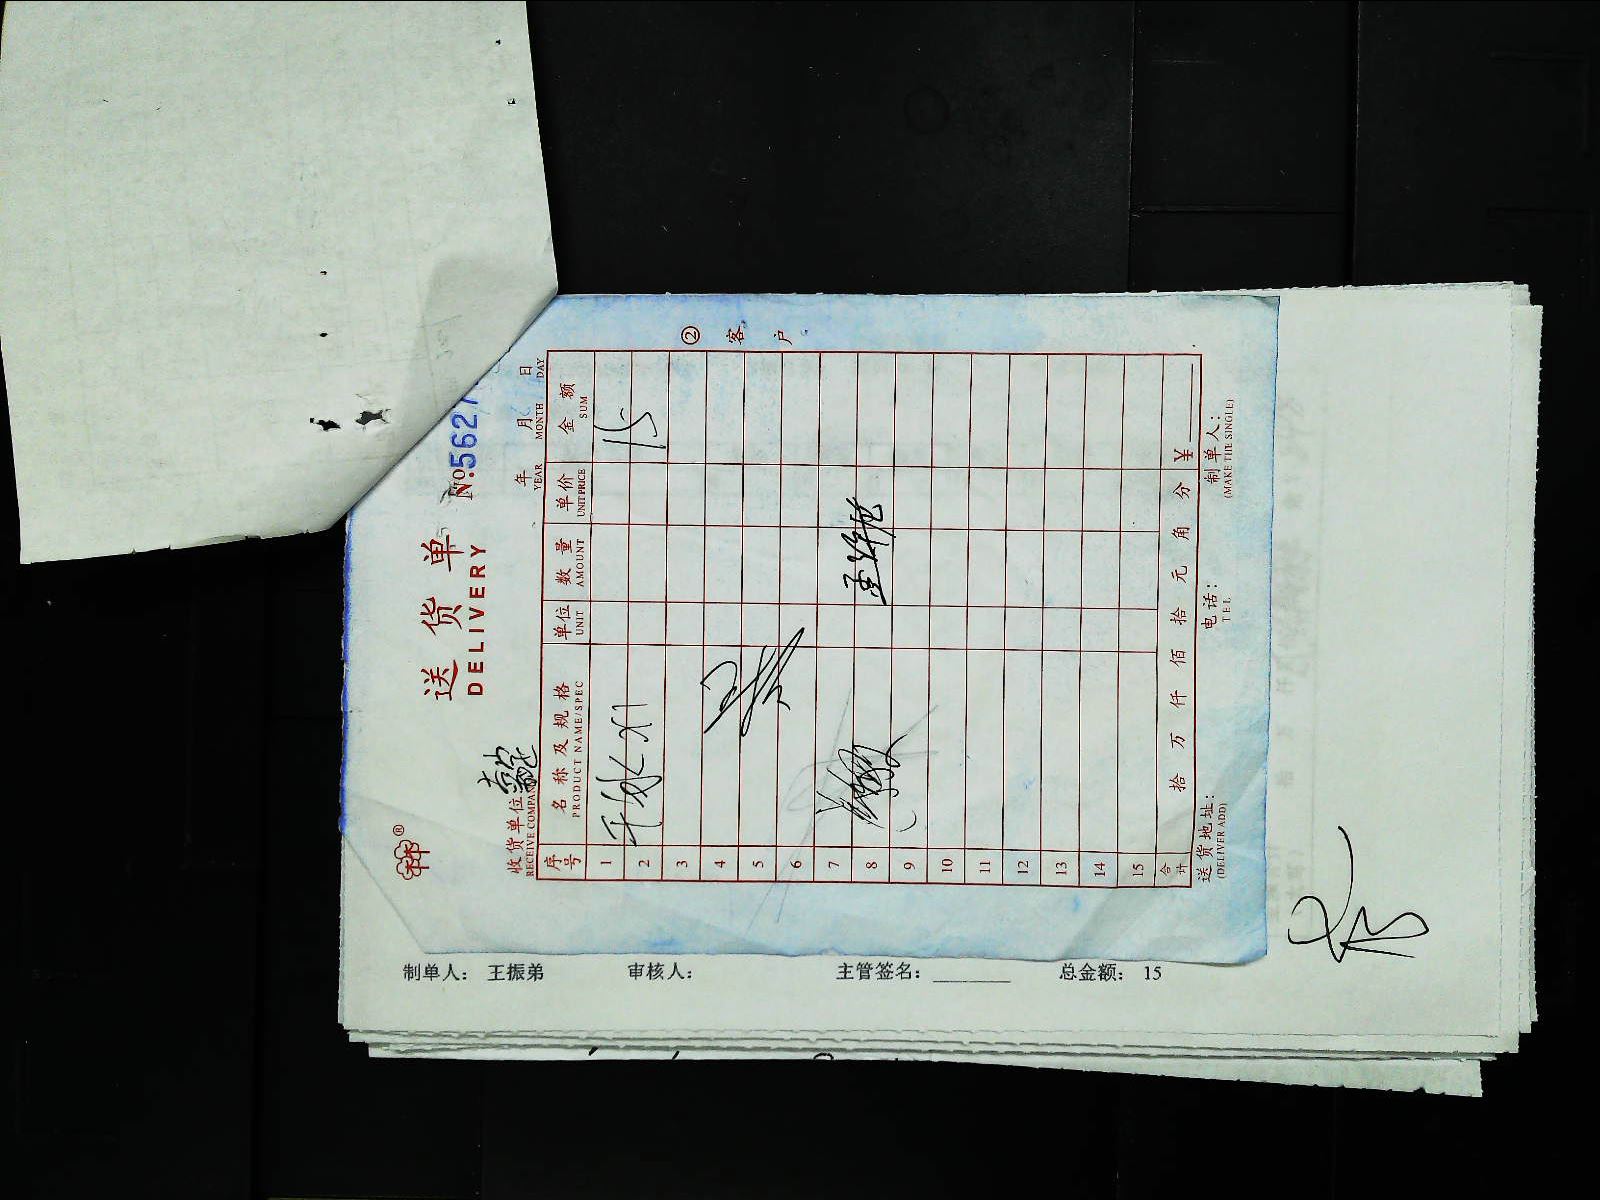 祥®
送货单
DELIVERY
No:5627
收货单位
RECEIVE COMPANY
年 月 日
YEAR MONTH DAY
序号 名称及规格 单位 数量 单价 金额
PRODUCT NAME/SPEC UNIT AMOUNT UNIT PRICE SUM
1 15
2
3
4
5
6
7
8
9
10
11
12
13
14
15
合计 拾 万 仟 佰 拾 元 角 分 ¥
送货地址: 电话: 制单人:
(DELIVER ADD) TEL (MAKE THE SINGLE)
② 客户
制单人: 王振弟 审核人: 主管签名: 总金额: 15